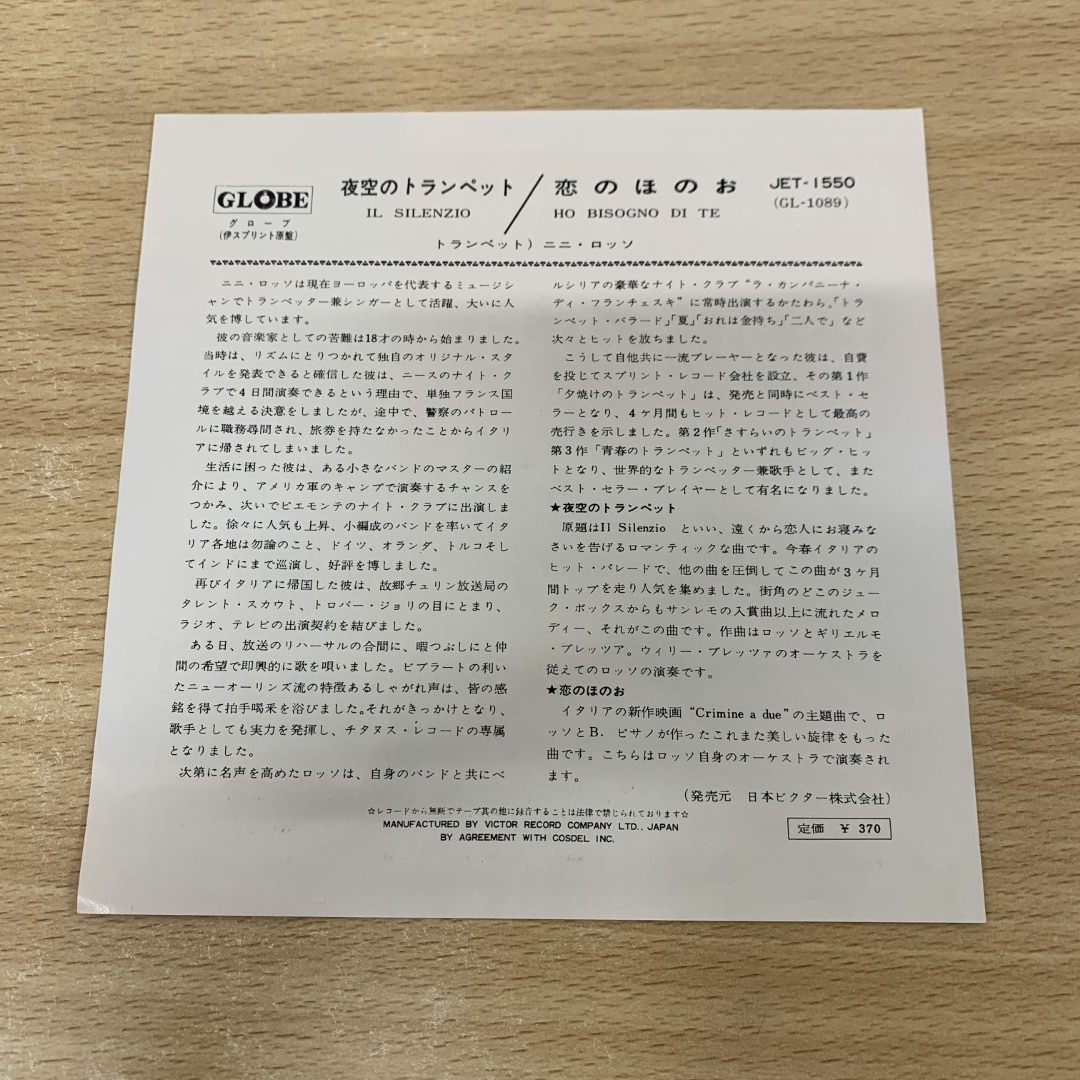 GLOBE
グローブ
(伊スプリント原盤)
夜空のトランペット / 恋のほのお
IL SILENZIO HO BISOGNO DI TE
JET-1550
(GL-1089)
トランペット) ニニ・ロッソ
ニニ・ロッソは現在ヨーロッパを代表するミュージシ
ャンでトランペッター兼シンガーとして活躍、大いに人
気を博しています。
彼の音楽家としての苦難は18才の時から始まりました。
当時は、リズムにとりつかれて独自のオリジナル・スタ
イルを発表できると確信した彼は、ニースのナイト・ク
ラブで4日間演奏できるという理由で、単独フランス国
境を越える決意をしましたが、途中で、警察のパトロー
ルに職務尋問され、旅券を持たなかったことからイタリ
アに帰されてしまいました。
生活に困った彼は、ある小さなバンドのマスターの紹
介により、アメリカ軍のキャンプで演奏するチャンスを
つかみ、次いでピエモンテのナイト・クラブに出演しま
した。徐々に人気も上昇、小編成のバンドを率いてイタ
リア各地は勿論のこと、ドイツ、オランダ、トルコそし
てインドにまで巡演し、好評を博しました。
再びイタリアに帰国した彼は、故郷チュリン放送局の
タレント・スカウト、トロバー・ジョリの目にとまり、
ラジオ、テレビの出演契約を結びました。
ある日、放送のリハーサルの合間に、暇つぶしにと仲
間の希望で即興的に歌を唄いました。ビブラートの利い
たニューオーリンズ流の特徴あるしゃがれ声は、皆の感
銘を得て拍手喝采を浴びました。それがきっかけとなり、
歌手としても実力を発揮し、チタヌス・レコードの専属
となりました。
次第に名声を高めたロッソは、自身のバンドと共にベ
ルシリアの豪華なナイト・クラブ“ラ・カンパニーナ・
ディ・フランチェスキ”に常時出演するかたわら、「トラ
ンペット・バラード」「夏」「おれは金持ち」「二人で」など
次々とヒットを放ちました。
こうして自他共に一流プレーヤーとなった彼は、自費
を投じてスプリント・レコード会社を設立、その第1作
「夕焼けのトランペット」は、発売と同時にベスト・セ
ラーとなり、4ケ月間もヒット・レコードとして最高の
売行きを示しました。第2作「さすらいのトランペット」
第3作「青春のトランペット」といずれもビッグ・ヒッ
トとなり、世界的なトランペッター兼歌手として、また
ベスト・セラー・プレイヤーとして有名になりました。
★夜空のトランペット
原題はIl Silenzio といい、遠くから恋人にお寝みな
さいを告げるロマンティックな曲です。今春イタリアの
ヒット・パレードで、他の曲を圧倒してこの曲が3ケ月
間トップを走り人気を集めました。街角のどこのジュー
ク・ボックスからもサンレモの入賞曲以上に流れたメロ
ディー、それがこの曲です。作曲はロッソとギリエルモ
・ブレッツア。ウィリー・ブレッツァのオーケストラを
従えてのロッソの演奏です。
★恋のほのお
イタリアの新作映画 “Crimine a due” の主題曲で、ロ
ッソとB. ピサノが作ったこれまた美しい旋律をもった
曲です。こちらはロッソ自身のオーケストラで演奏され
ます。
(発売元 日本ビクター株式会社)
☆レコードから無断でテープ其の他に録音することは法律で禁じられております☆
MANUFACTURED BY VICTOR RECORD COMPANY LTD., JAPAN
BY AGREEMENT WITH COSDEL INC.
定価 ¥ 370